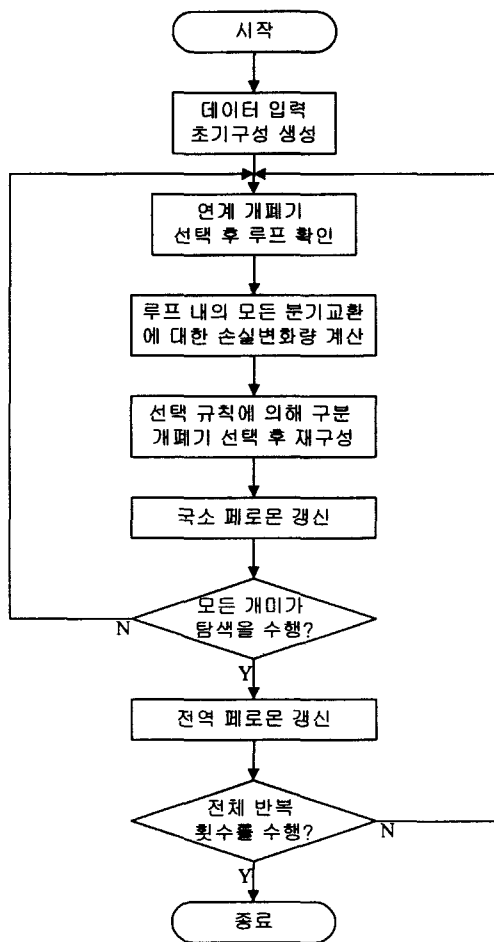 시작
데이터 입력
초기구성 생성
연계 개폐기
선택 후 루프 확인
루프 내의 모든 분기교환
에 대한 손실변화량 계산
선택 규칙에 의해 구분
개폐기 선택 후 재구성
국소 페로몬 갱신
모든 개미가
탐색을 수행?
N
Y
전역 페로몬 갱신
전체 반복
횟수를 수행?
N
Y
종료